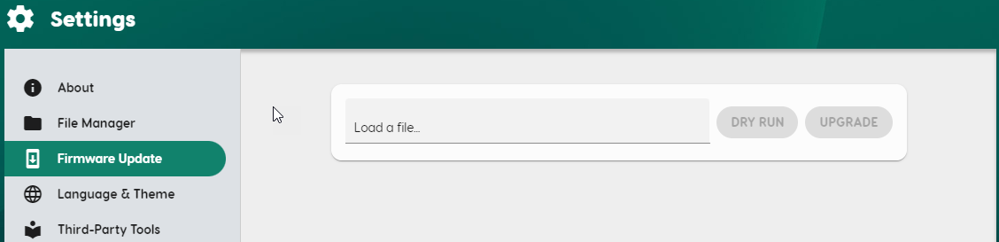 Settings
About
File Manager
Firmware Update
Language & Theme
Third-Party Tools
Load a file...
DRY RUN
UPGRADE